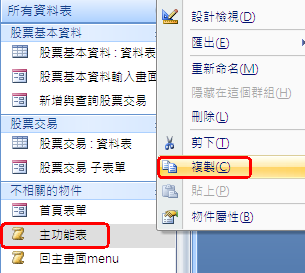 所有資料表
股票基本資料
股票基本資料 : 資料表
股票基本資料輸入畫面
新增與查詢股票交易
股票交易
股票交易 : 資料表
股票交易 子表單
不相關的物件
首頁表單
主功能表
回主畫面menu
設計檢視(D)
匯出(E)
重新命名(M)
隱藏在這個群組(H)
刪除(L)
剪下(T)
複製(C)
貼上(P)
物件屬性(B)